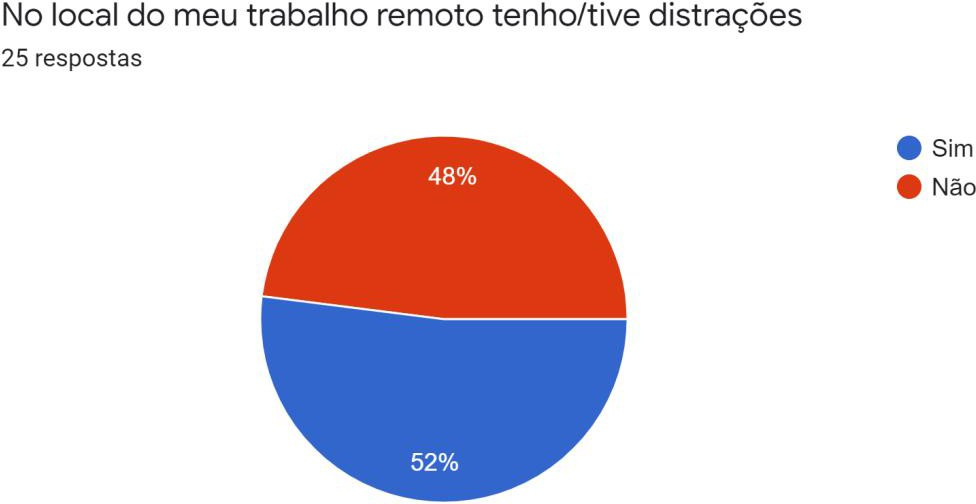 No local do meu trabalho remoto tenho/tive distrações
25 respostas
48%
52%
Sim
Não